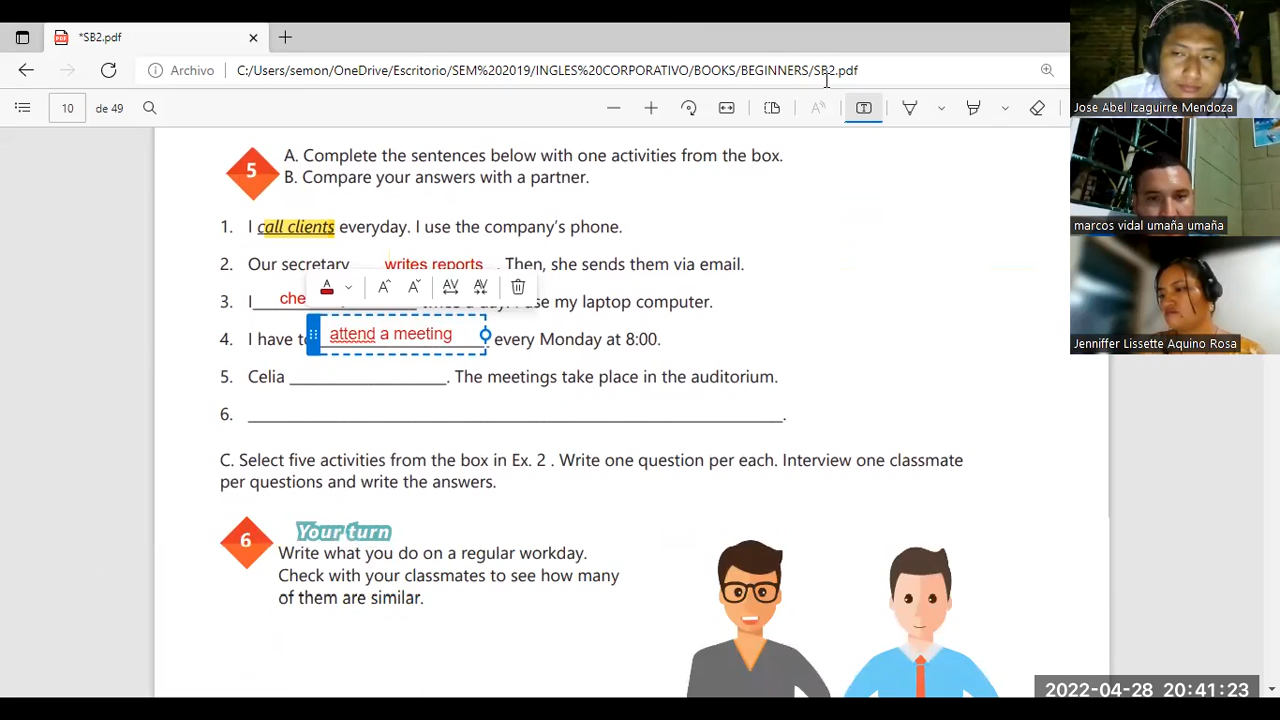 *SB2.pdf
Archivo
C:/Users/semon/OneDrive/Escritorio/SEM%202019/INGLES%20CORPORATIVO/BOOKS/BEGINNERS/SB2.pdf
10 de 49
5
A. Complete the sentences below with one activities from the box.
B. Compare your answers with a partner.
1. I call clients everyday. I use the company's phone.
2. Our secretary writes reports. Then, she sends them via email.
3. I che use my laptop computer.
4. I have to attend a meeting every Monday at 8:00.
5. Celia ________________. The meetings take place in the auditorium.
6. ________________.
C. Select five activities from the box in Ex. 2 . Write one question per each. Interview one classmate
per questions and write the answers.
6
Your turn
Write what you do on a regular workday.
Check with your classmates to see how many
of them are similar.
Jose Abel Izaguirre Mendoza
marcos vidal umaña umaña
Jenniffer Lissette Aquino Rosa
2022-04-28 20:41:23